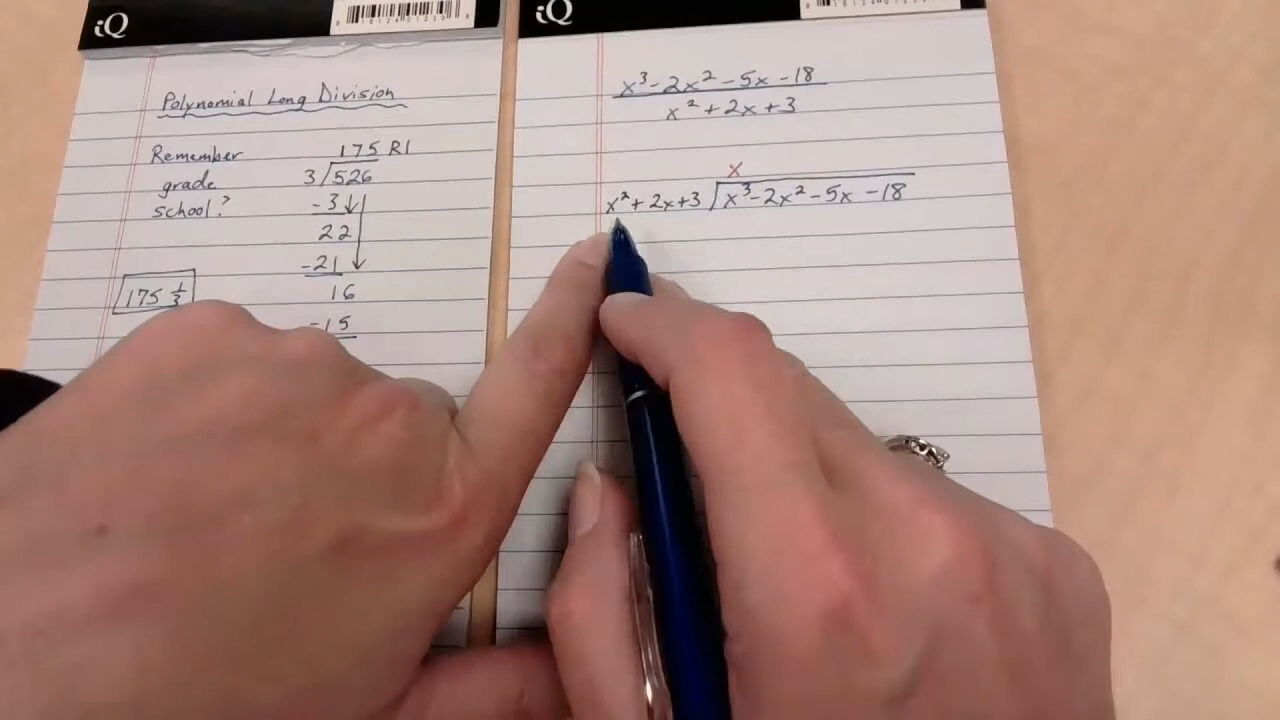 iQ
Polynomial Long Division
Remember
grade
school?
175 R1
3 526
-3
22
-21
16
-15
175 1/3
iQ
x³-2x²-5x-18
x²+2x+3
x
x²+2x+3 x³-2x²-5x-18